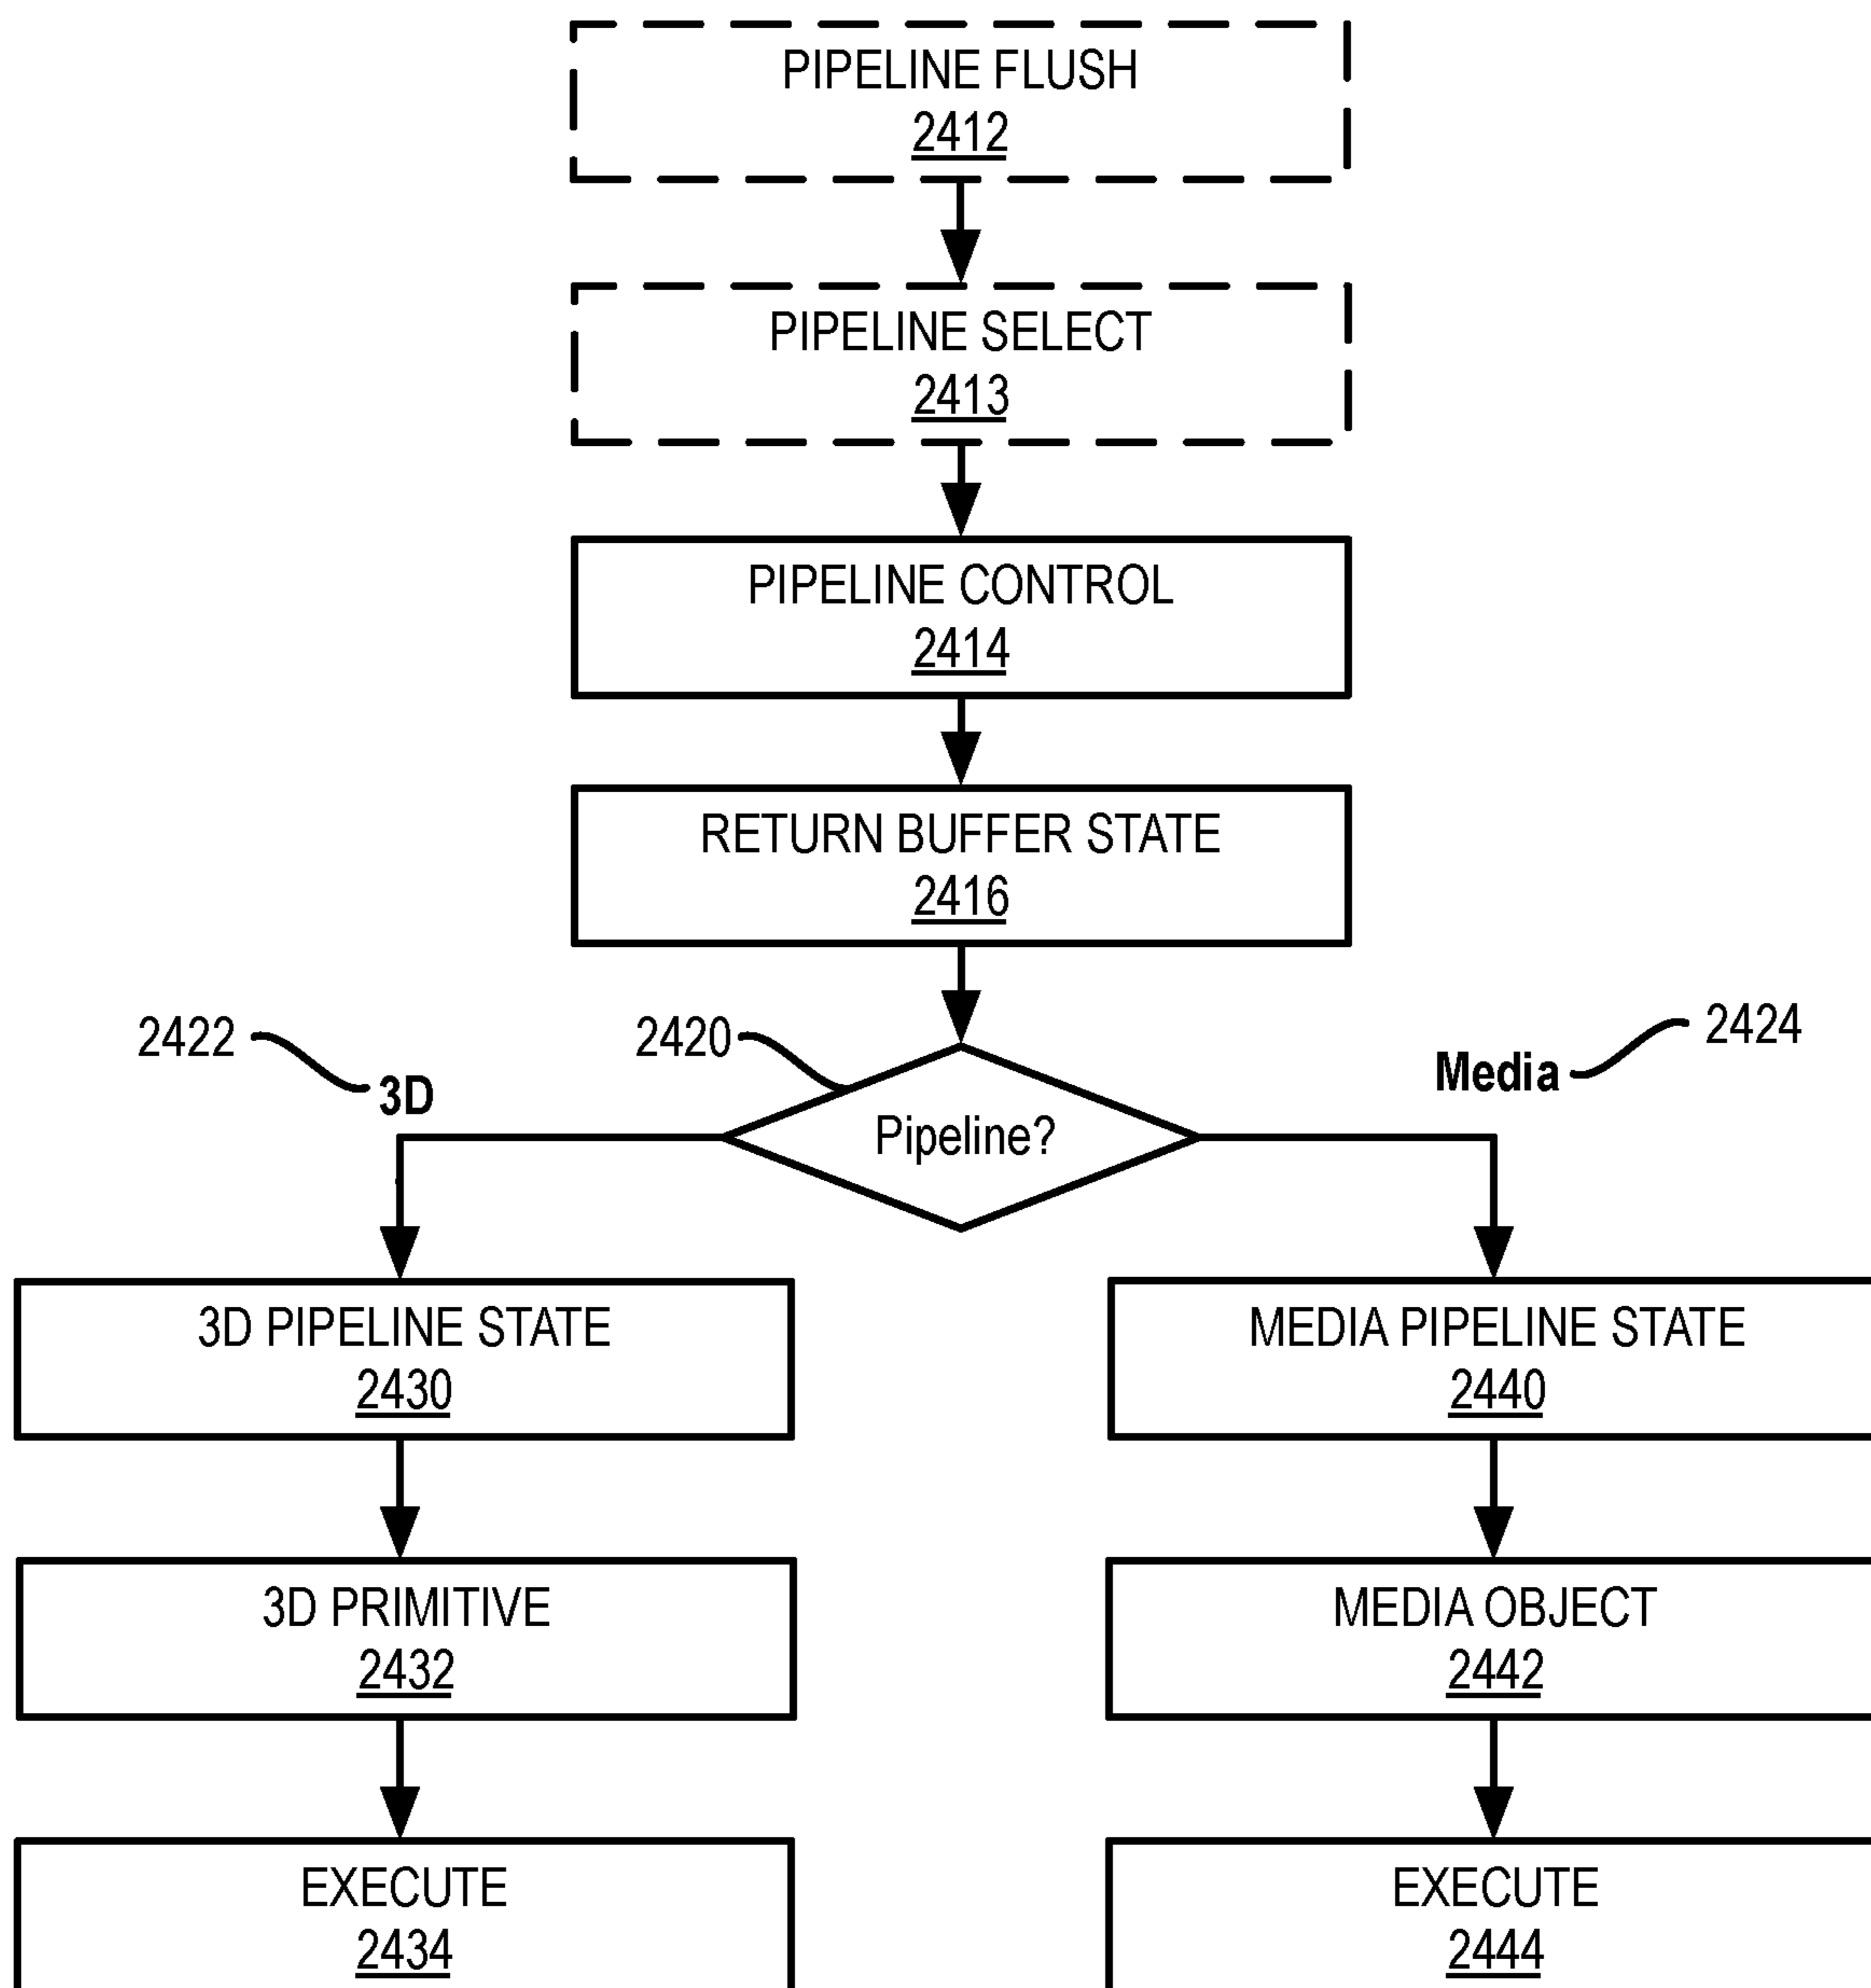 PIPELINE FLUSH
2412
PIPELINE SELECT
2413
PIPELINE CONTROL
2414
RETURN BUFFER STATE
2416
2422
3D
2420
Pipeline?
Media
2424
3D PIPELINE STATE
2430
MEDIA PIPELINE STATE
2440
3D PRIMITIVE
2432
MEDIA OBJECT
2442
EXECUTE
2434
EXECUTE
2444